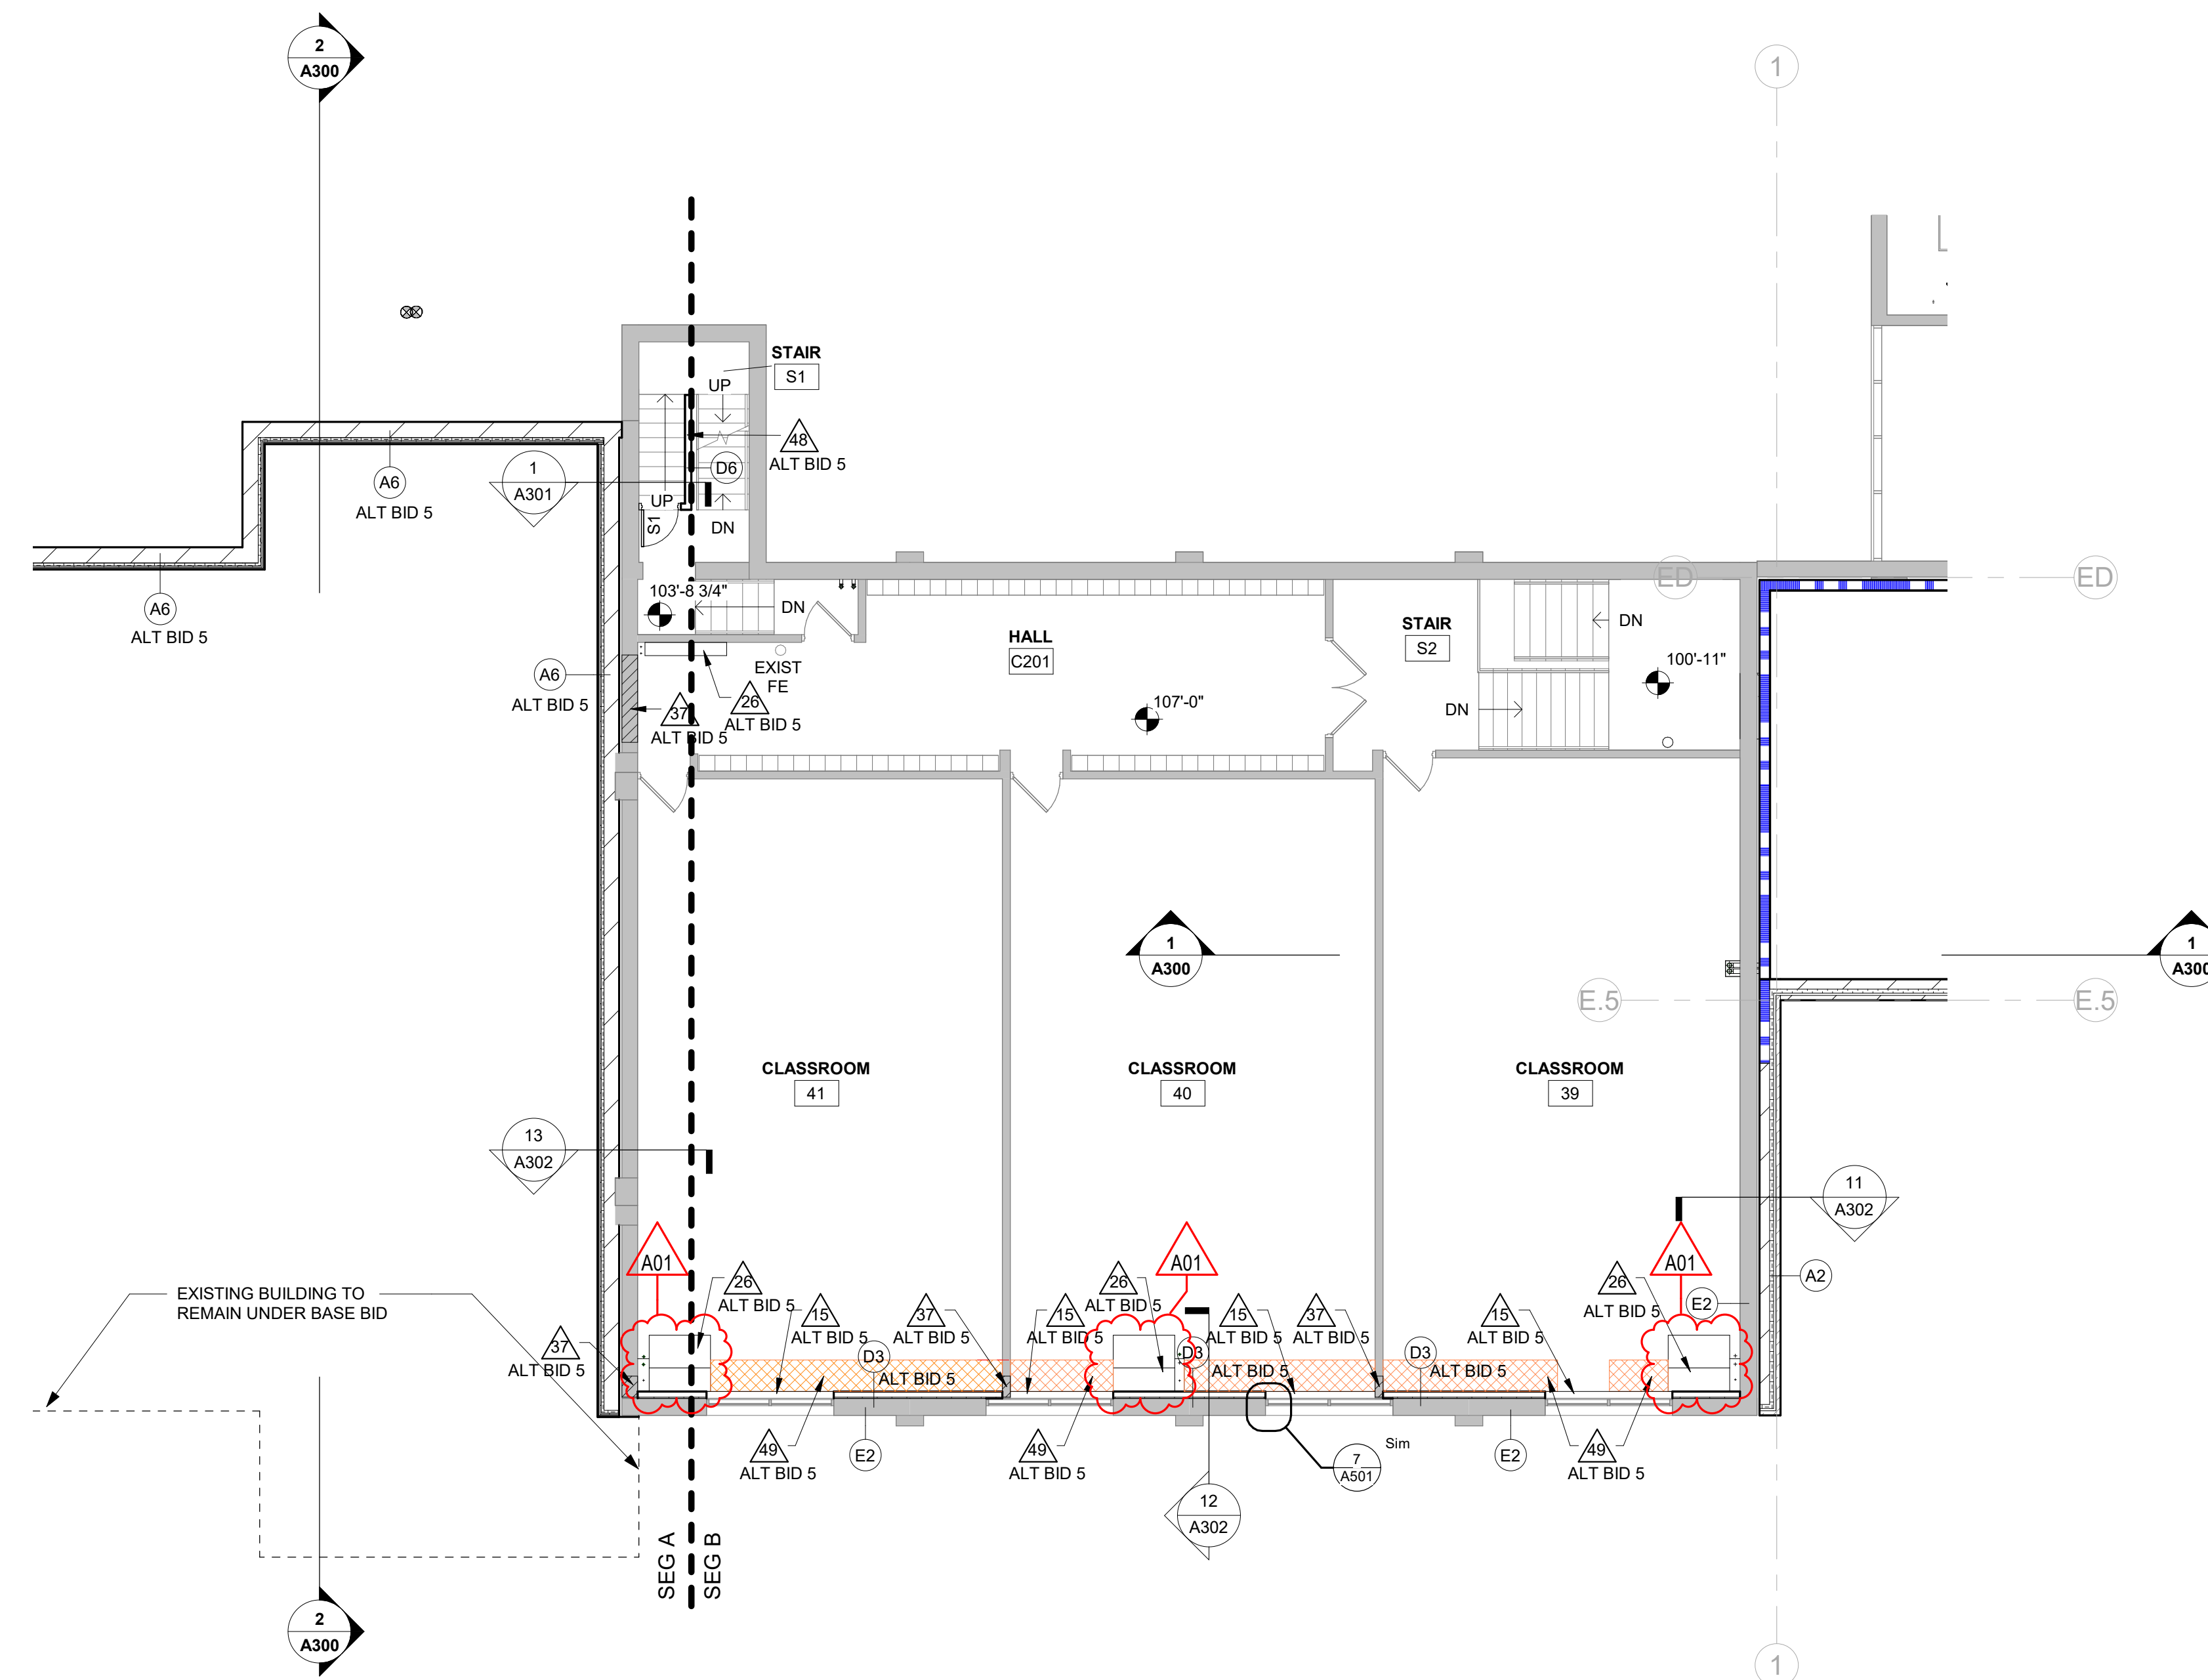 2
A300
1
STAIR
S1
UP
48
ALT BID 5
D6
1
A301
UP
S1
DN
A6
ALT BID 5
A6
ALT BID 5
A6
ALT BID 5
103'-8 3/4"
DN
HALL
C201
EXIST
FE
26
ALT BID 5
37
ALT BID 5
107'-0"
STAIR
S2
DN
DN
100'-11"
ED
ED
1
A300
1
A300
E.5
E.5
CLASSROOM
41
CLASSROOM
40
CLASSROOM
39
13
A302
11
A302
A01
A01
A01
26
ALT BID 5
15
ALT BID 5
37
ALT BID 5
15
ALT BID 5
26
ALT BID 5
15
ALT BID 5
37
ALT BID 5
15
ALT BID 5
26
ALT BID 5
E2
A2
EXISTING BUILDING TO
REMAIN UNDER BASE BID
37
ALT BID 5
D3
ALT BID 5
D3
ALT BID 5
D3
ALT BID 5
49
ALT BID 5
E2
49
ALT BID 5
7
A501
Sim
E2
49
ALT BID 5
12
A302
SEG A
SEG B
2
A300
1